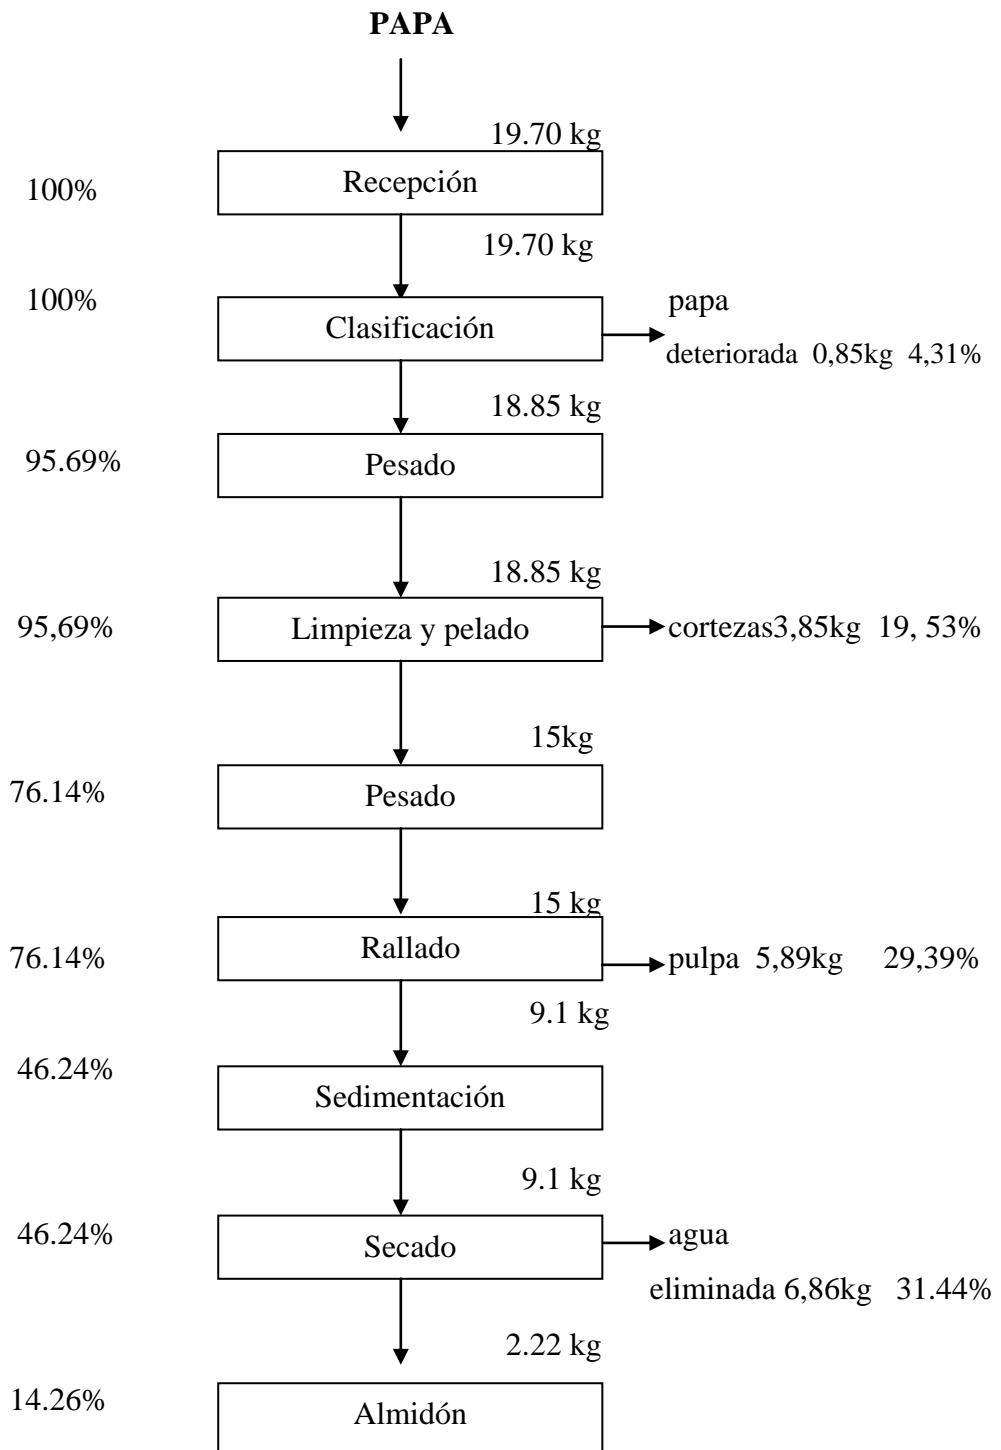 PAPA
19.70 kg
100%
Recepción
19.70 kg
100%
Clasificación
papa
deteriorada 0,85kg 4,31%
18.85 kg
95.69%
Pesado
18.85 kg
95,69%
Limpieza y pelado
cortezas3,85kg 19, 53%
15kg
76.14%
Pesado
15 kg
76.14%
Rallado
pulpa 5,89kg 29,39%
9.1 kg
46.24%
Sedimentación
9.1 kg
46.24%
Secado
agua
eliminada 6,86kg 31.44%
2.22 kg
14.26%
Almidón